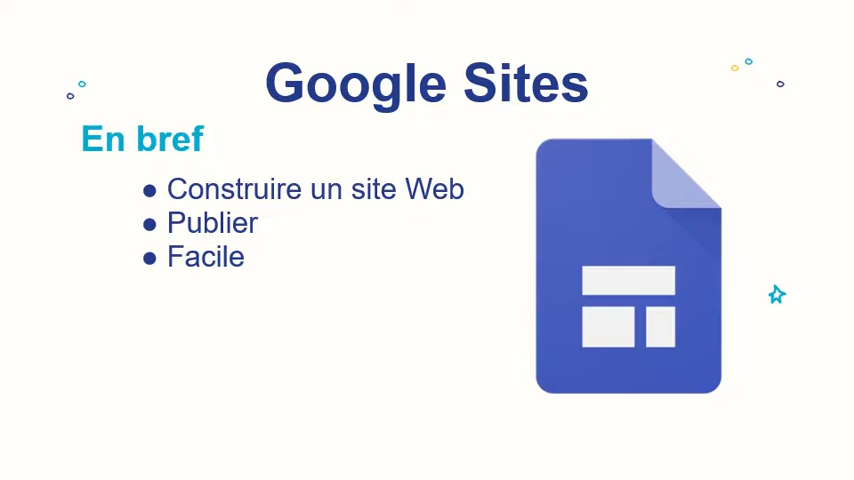 Google Sites
En bref
● Construire un site Web
● Publier
● Facile